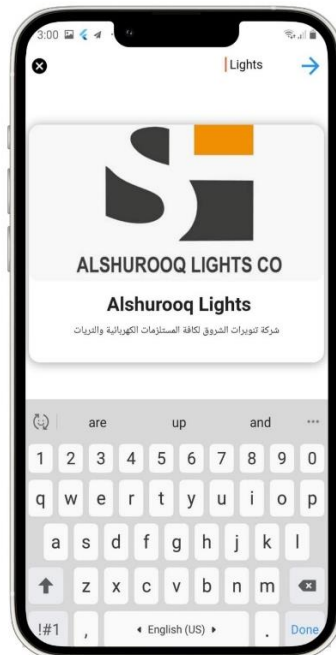 3:00
Lights
SH
ALSHUROOQ LIGHTS CO
Alshurooq Lights
شركة تنويرات الشروق لكافة المستلزمات الكهربائية والثريات
are up and
1 2 3 4 5 6 7 8 9 0
q w e r t y u i o p
a s d f g h j k l
z x c v b n m
!#1 , English (US) . Done